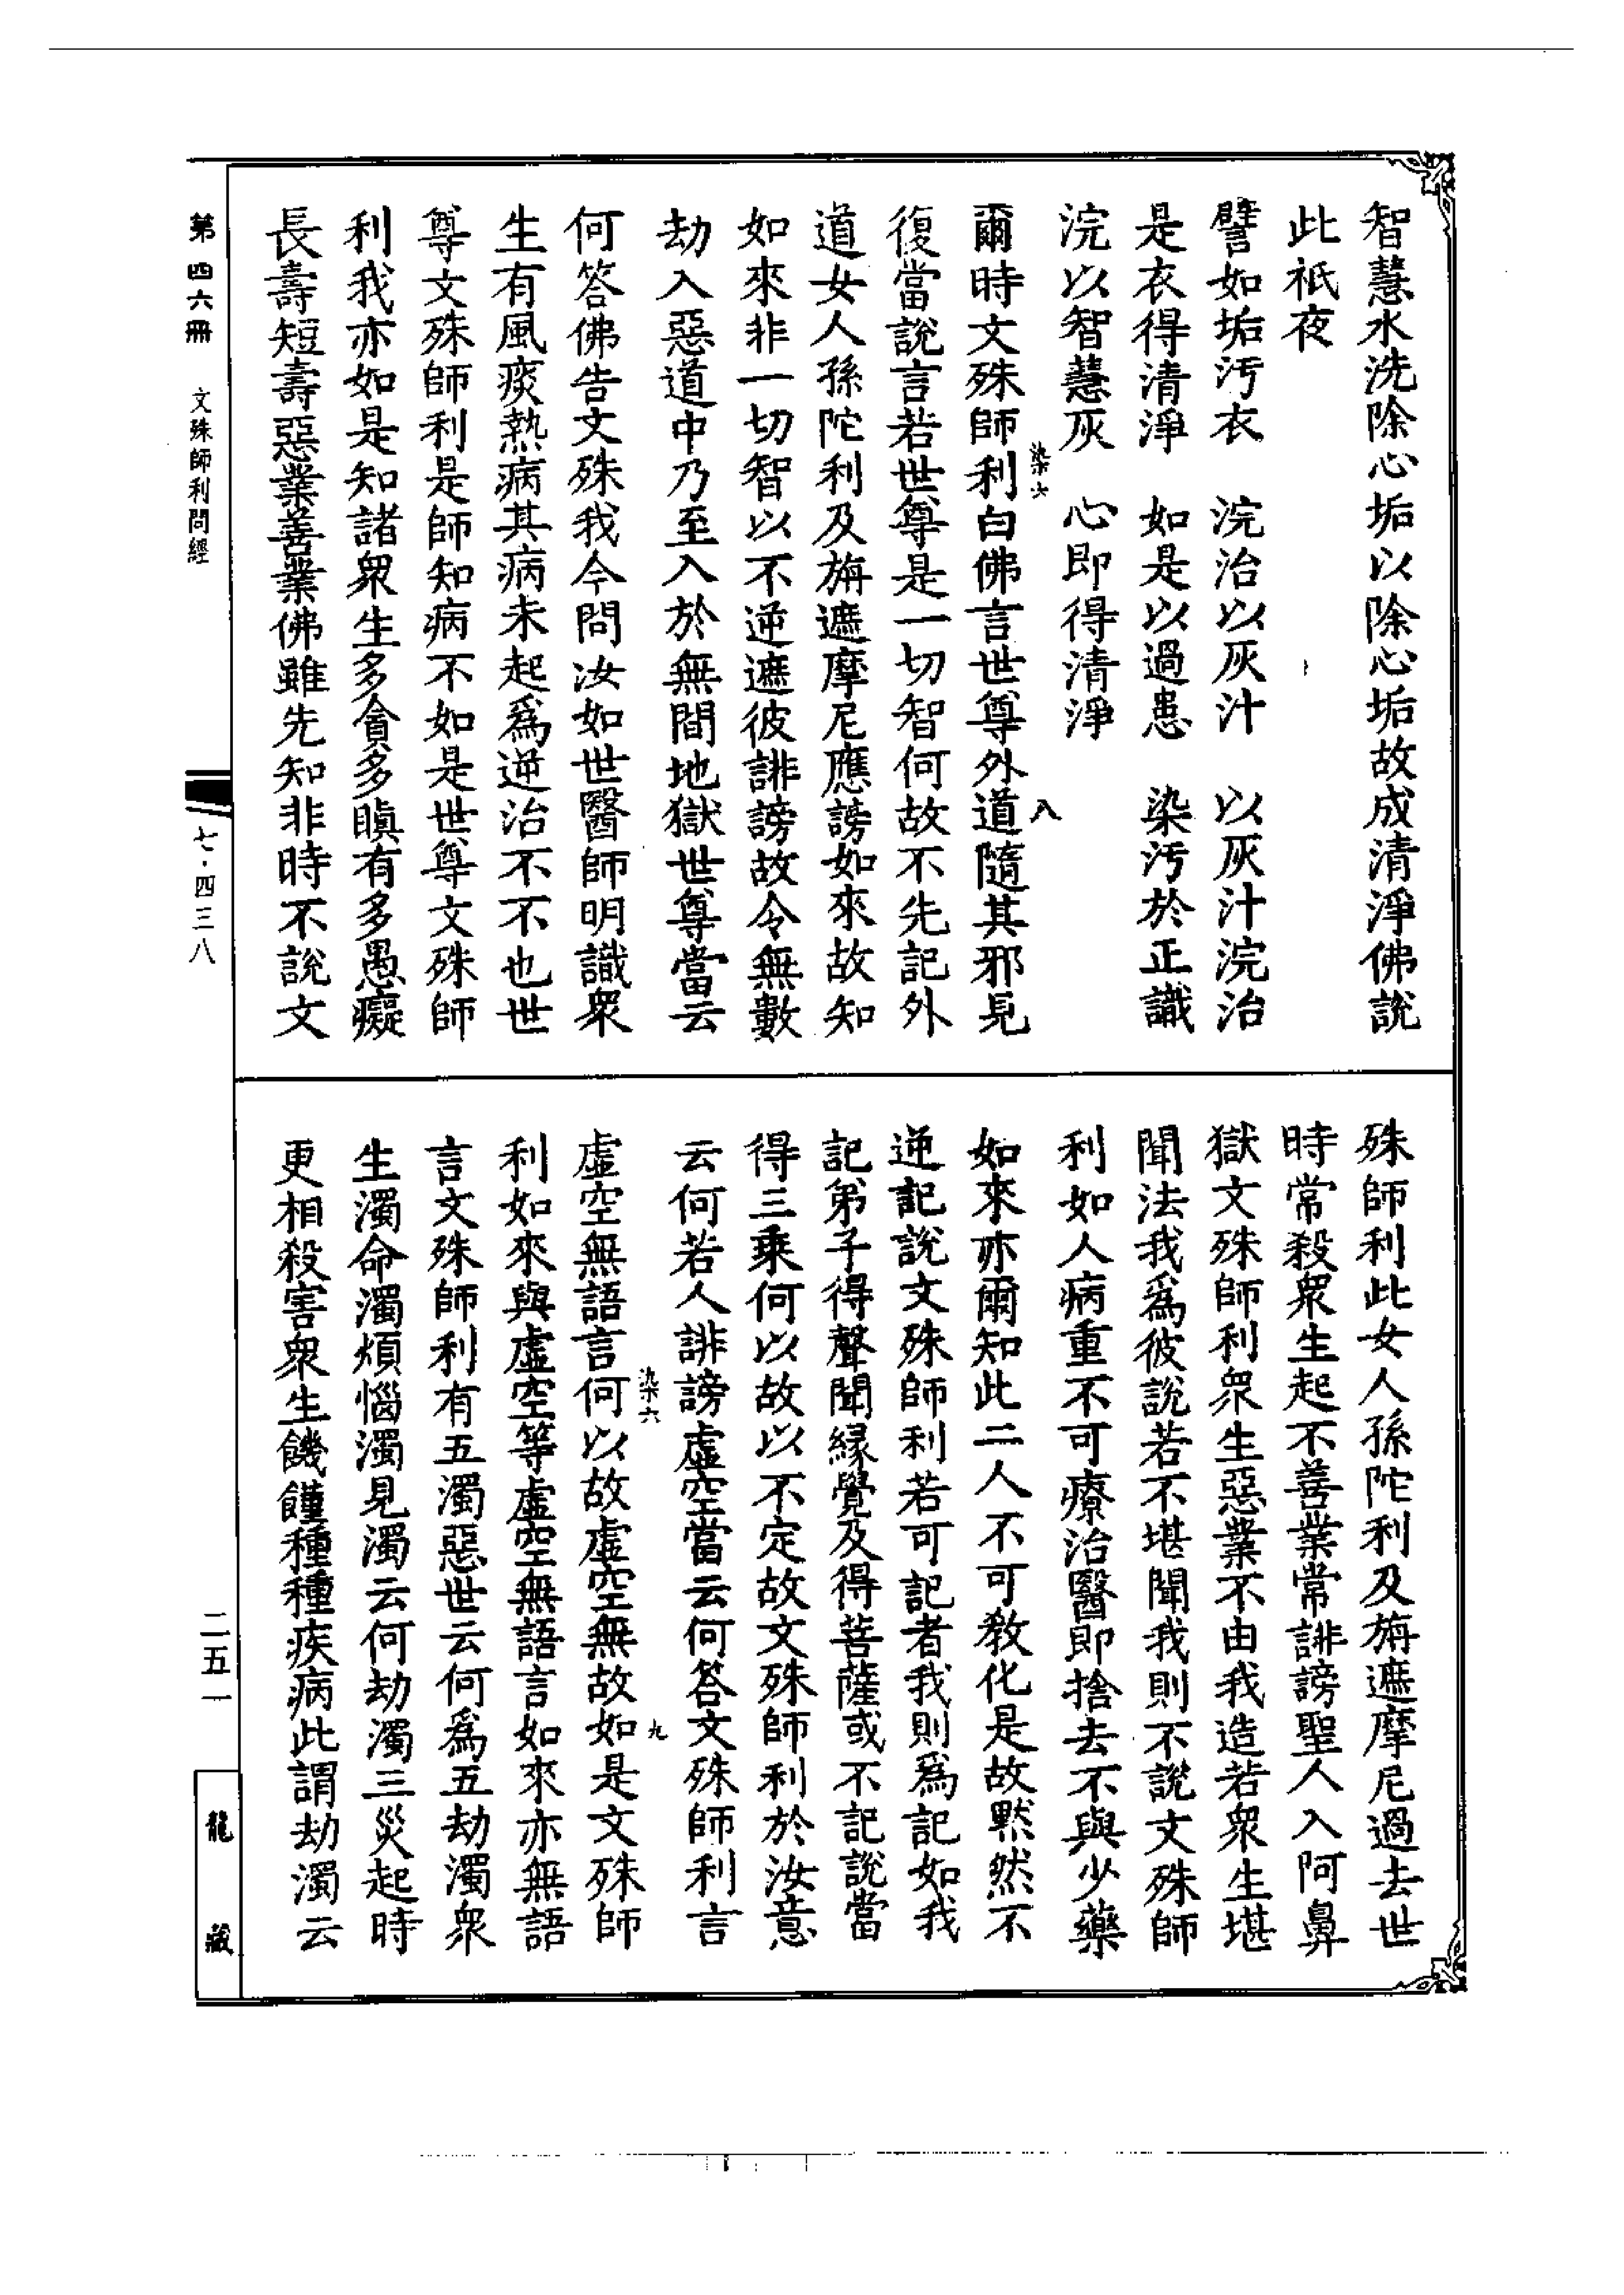 智慧水洗除心垢以除心垢故成清淨佛說
此祇夜
譬如垢汚衣　浣治以灰汁　以灰汁浣治
是衣得清淨　如是以過患　染汚於正識
浣以智慧灰　心即得清淨
染六
八
爾時文殊師利白佛言世尊外道隨其邪見
復當說言若世尊是一切智何故不先記外
道女人孫陀利及旃遮摩尼應謗如來故知
如來非一切智以不逆遮彼誹謗故令無數
劫入惡道中乃至入於無間地獄世尊當云
何答佛告文殊我今問汝如世醫師明識衆
生有風痰熱病其病未起爲逆治不不也世
尊文殊師利是師知病不如是世尊文殊師
利我亦如是知諸衆生多貪多瞋有多愚癡
長壽短壽惡業善業佛雖先知非時不說文
殊師利此女人孫陀利及旃遮摩尼過去世
時常殺衆生起不善業常誹謗聖人入阿鼻
獄文殊師利衆生惡業不由我造若衆生堪
聞法我爲彼說若不堪聞我則不說文殊師
利如人病重不可療治醫即捨去不與少藥
如來亦爾知此二人不可教化是故默然不
逆記說文殊師利若可記者我則爲記如我
記弟子得聲聞緣覺及得菩薩或不記說當
得三乘何以故以不定故文殊師利於汝意
云何若人誹謗虛空當云何答文殊師利言
染六
九
虛空無語言何以故虛空無故如是文殊師
利如來與虛空等虛空無語言如來亦無語
言文殊師利有五濁惡世云何爲五劫濁衆
生濁命濁煩惱濁見濁云何劫濁三災起時
更相殺害衆生饑饉種種疾病此謂劫濁云
第四六冊　文殊師利問經
七·四三八
二五一
龍藏